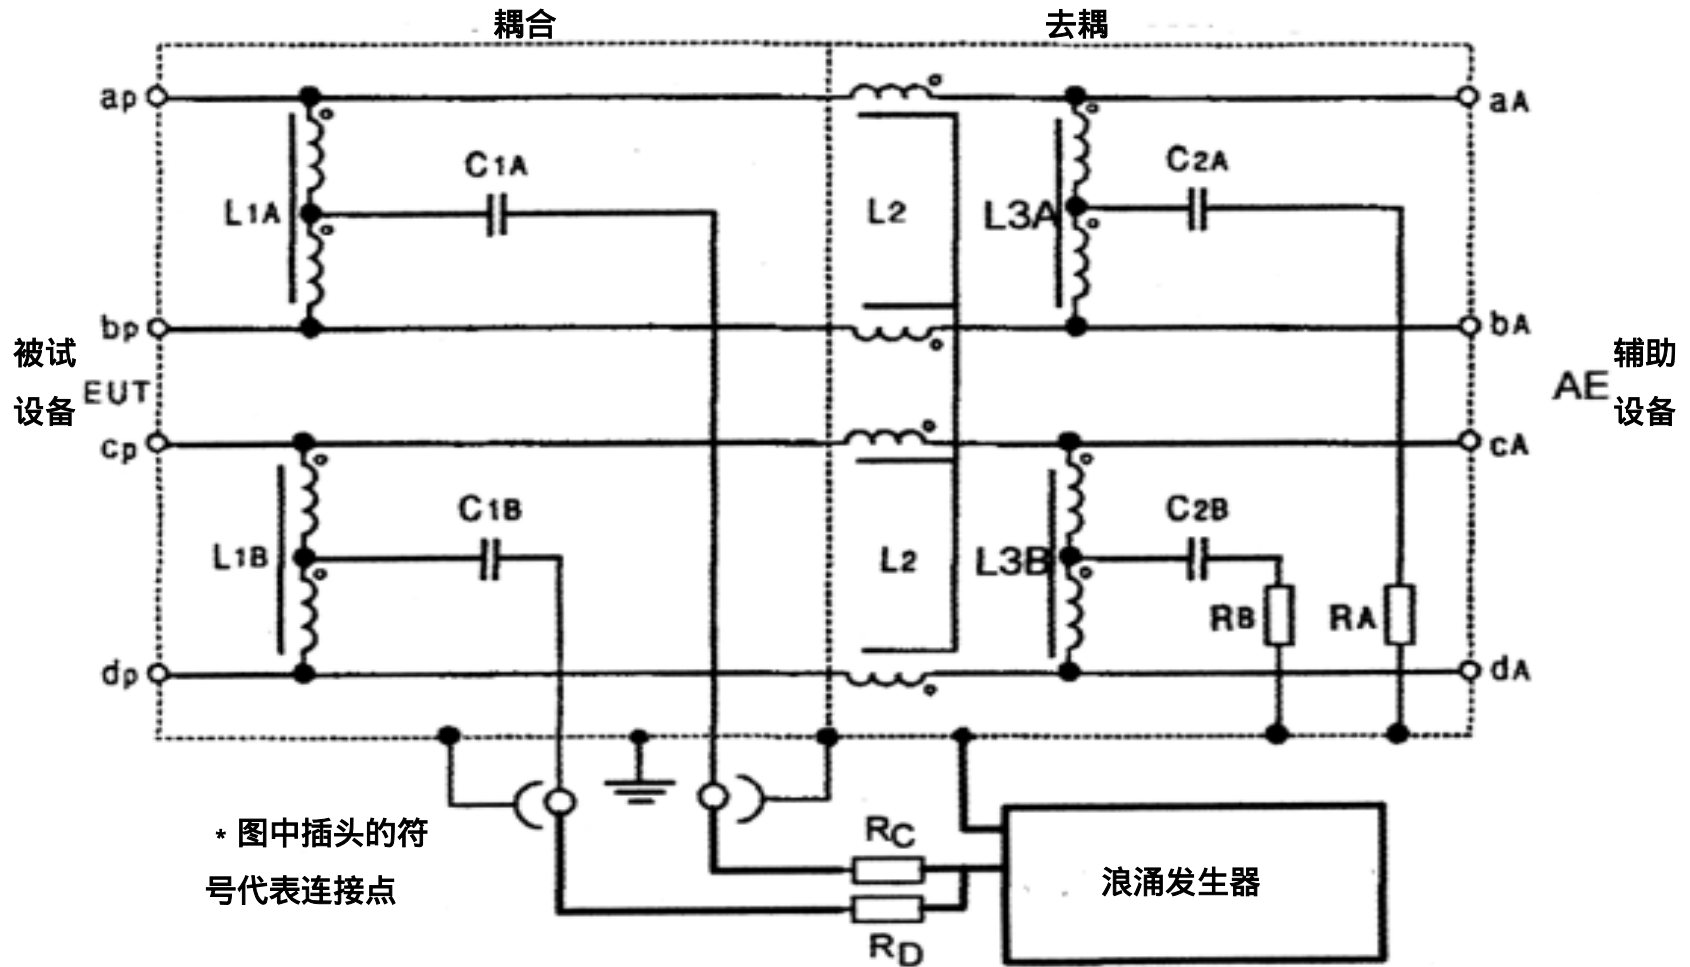 耦合
去耦
ap
aA
C1A
C2A
L1A
L2
L3A
bp
bA
被试
设备
EUT
AE
辅助
设备
cp
cA
C1B
C2B
L1B
L2
L3B
RB
RA
dp
dA
* 图中插头的符
号代表连接点
RC
浪涌发生器
RD